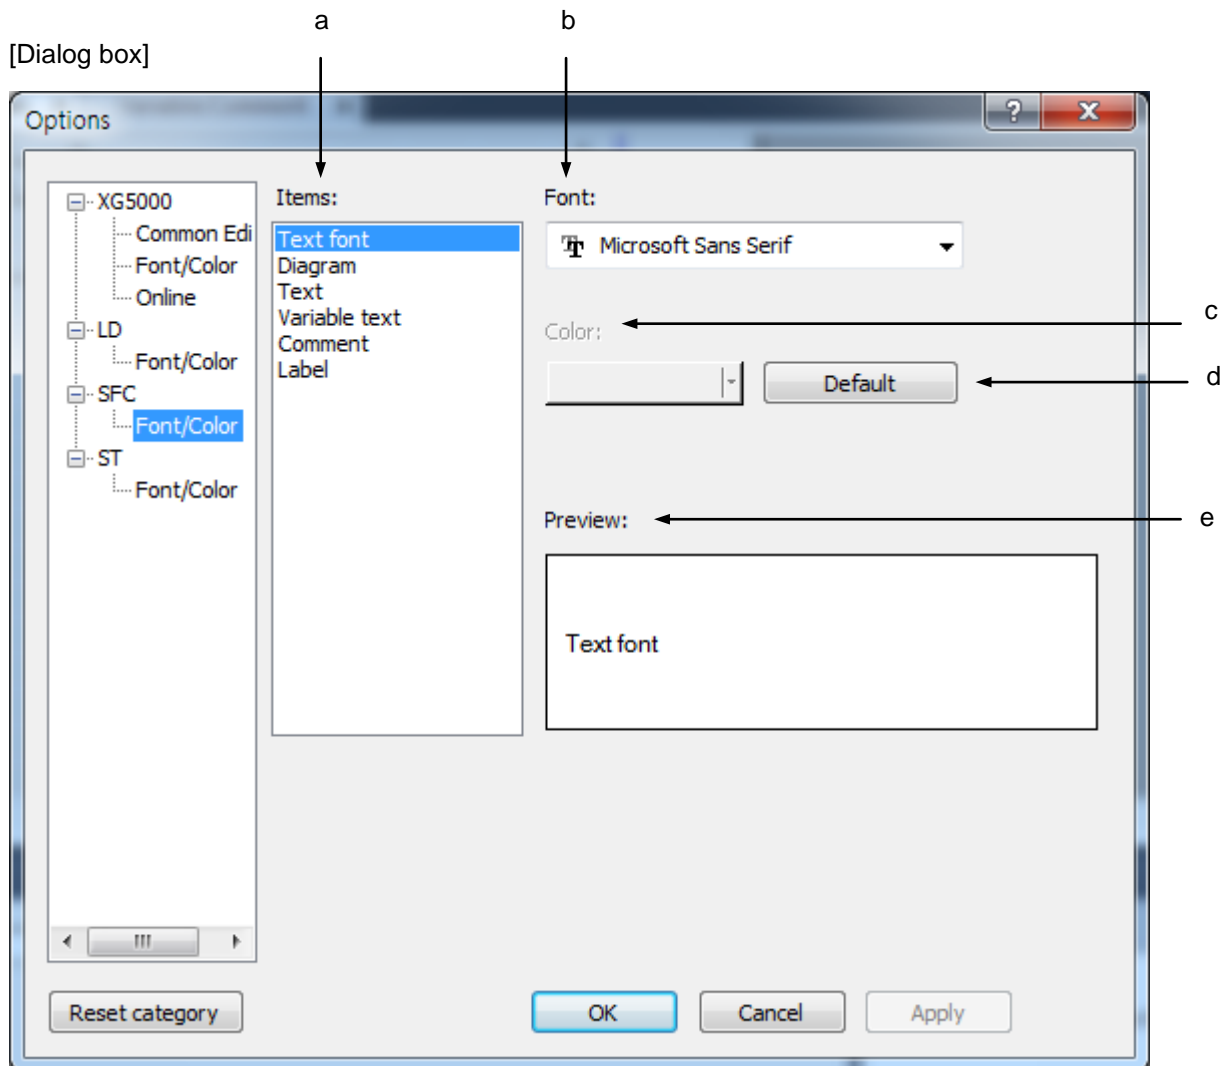 a
b
[Dialog box]
Options
?
XG5000
Common Edi
Font/Color
Online
LD
Font/Color
SFC
Font/Color
ST
Font/Color
Items:
Text font
Diagram
Text
Variable text
Comment
Label
Font:
Microsoft Sans Serif
Color:
c
Default
d
Preview:
e
Text font
Reset category
OK
Cancel
Apply